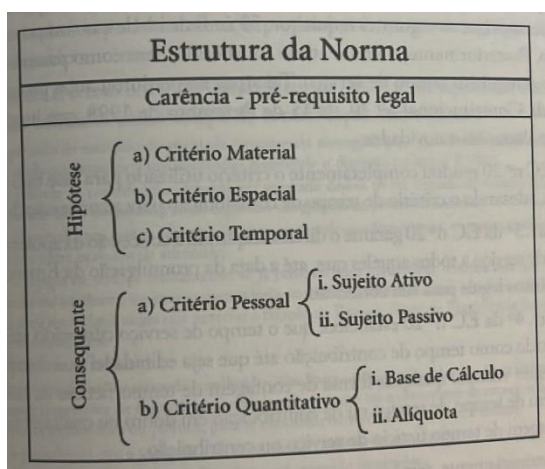 Estrutura da Norma
Carência - pré-requisito legal
Hipótese
a) Critério Material
b) Critério Espacial
c) Critério Temporal
Consequente
a) Critério Pessoal
i. Sujeito Ativo
ii. Sujeito Passivo
b) Critério Quantitativo
i. Base de Cálculo
ii. Alíquota